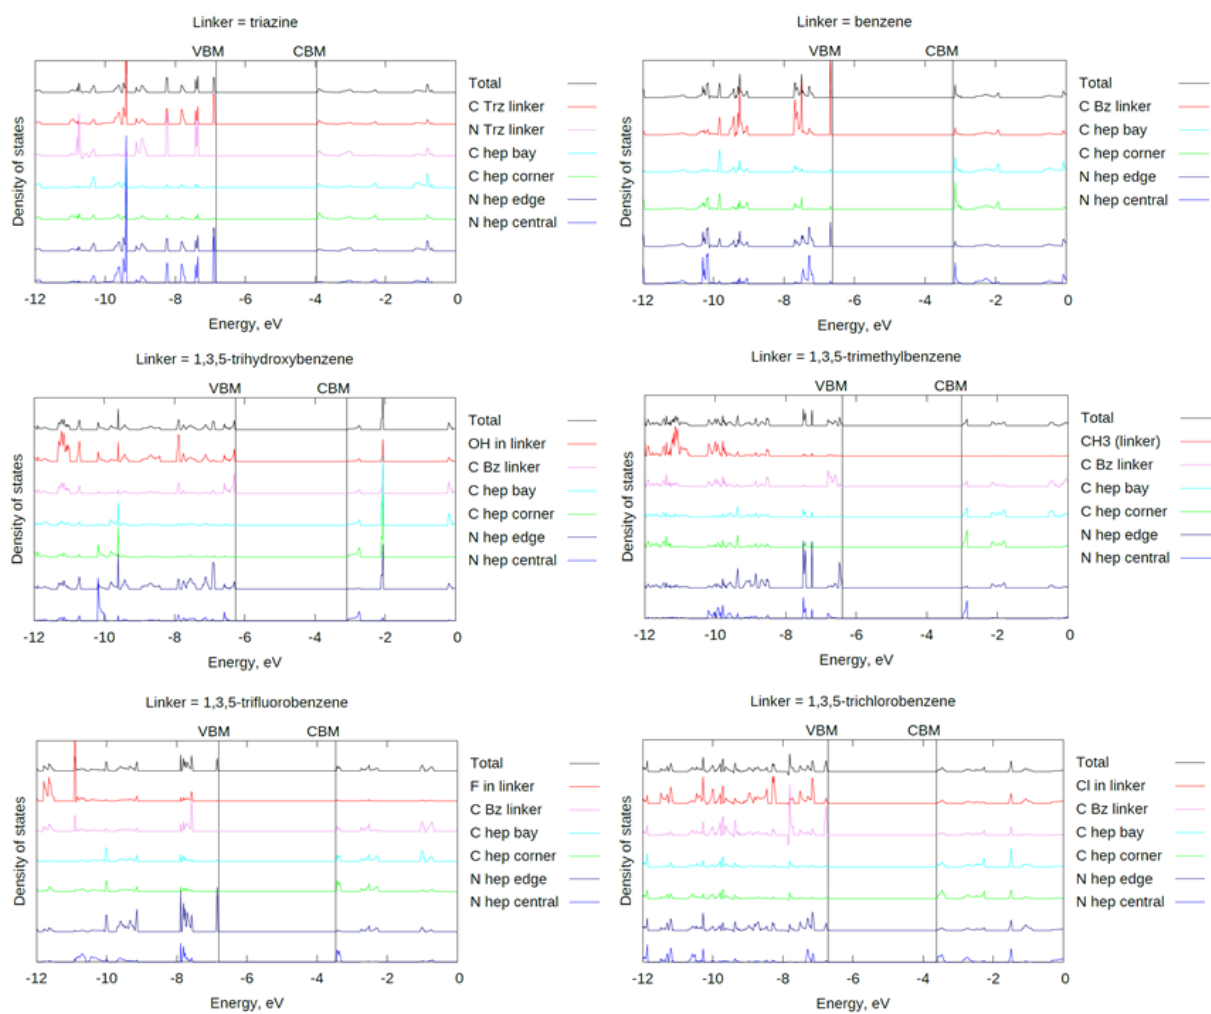 Linker = triazine
VBM
CBM
Density of states
Total
C Trz linker
N Trz linker
C hep bay
C hep corner
N hep edge
N hep central
-12
-10
-8
-6
-4
-2
0
Energy, eV
Linker = benzene
VBM
CBM
Density of states
Total
C Bz linker
C hep bay
C hep corner
N hep edge
N hep central
-12
-10
-8
-6
-4
-2
0
Energy, eV
Linker = 1,3,5-trihydroxybenzene
VBM
CBM
Density of states
Total
OH in linker
C Bz linker
C hep bay
C hep corner
N hep edge
N hep central
-12
-10
-8
-6
-4
-2
0
Energy, eV
Linker = 1,3,5-trimethylbenzene
VBM
CBM
Density of states
Total
CH3 (linker)
C Bz linker
C hep bay
C hep corner
N hep edge
N hep central
-12
-10
-8
-6
-4
-2
0
Energy, eV
Linker = 1,3,5-trifluorobenzene
VBM
CBM
Density of states
Total
F in linker
C Bz linker
C hep bay
C hep corner
N hep edge
N hep central
-12
-10
-8
-6
-4
-2
0
Energy, eV
Linker = 1,3,5-trichlorobenzene
VBM
CBM
Density of states
Total
Cl in linker
C Bz linker
C hep bay
C hep corner
N hep edge
N hep central
-12
-10
-8
-6
-4
-2
0
Energy, eV